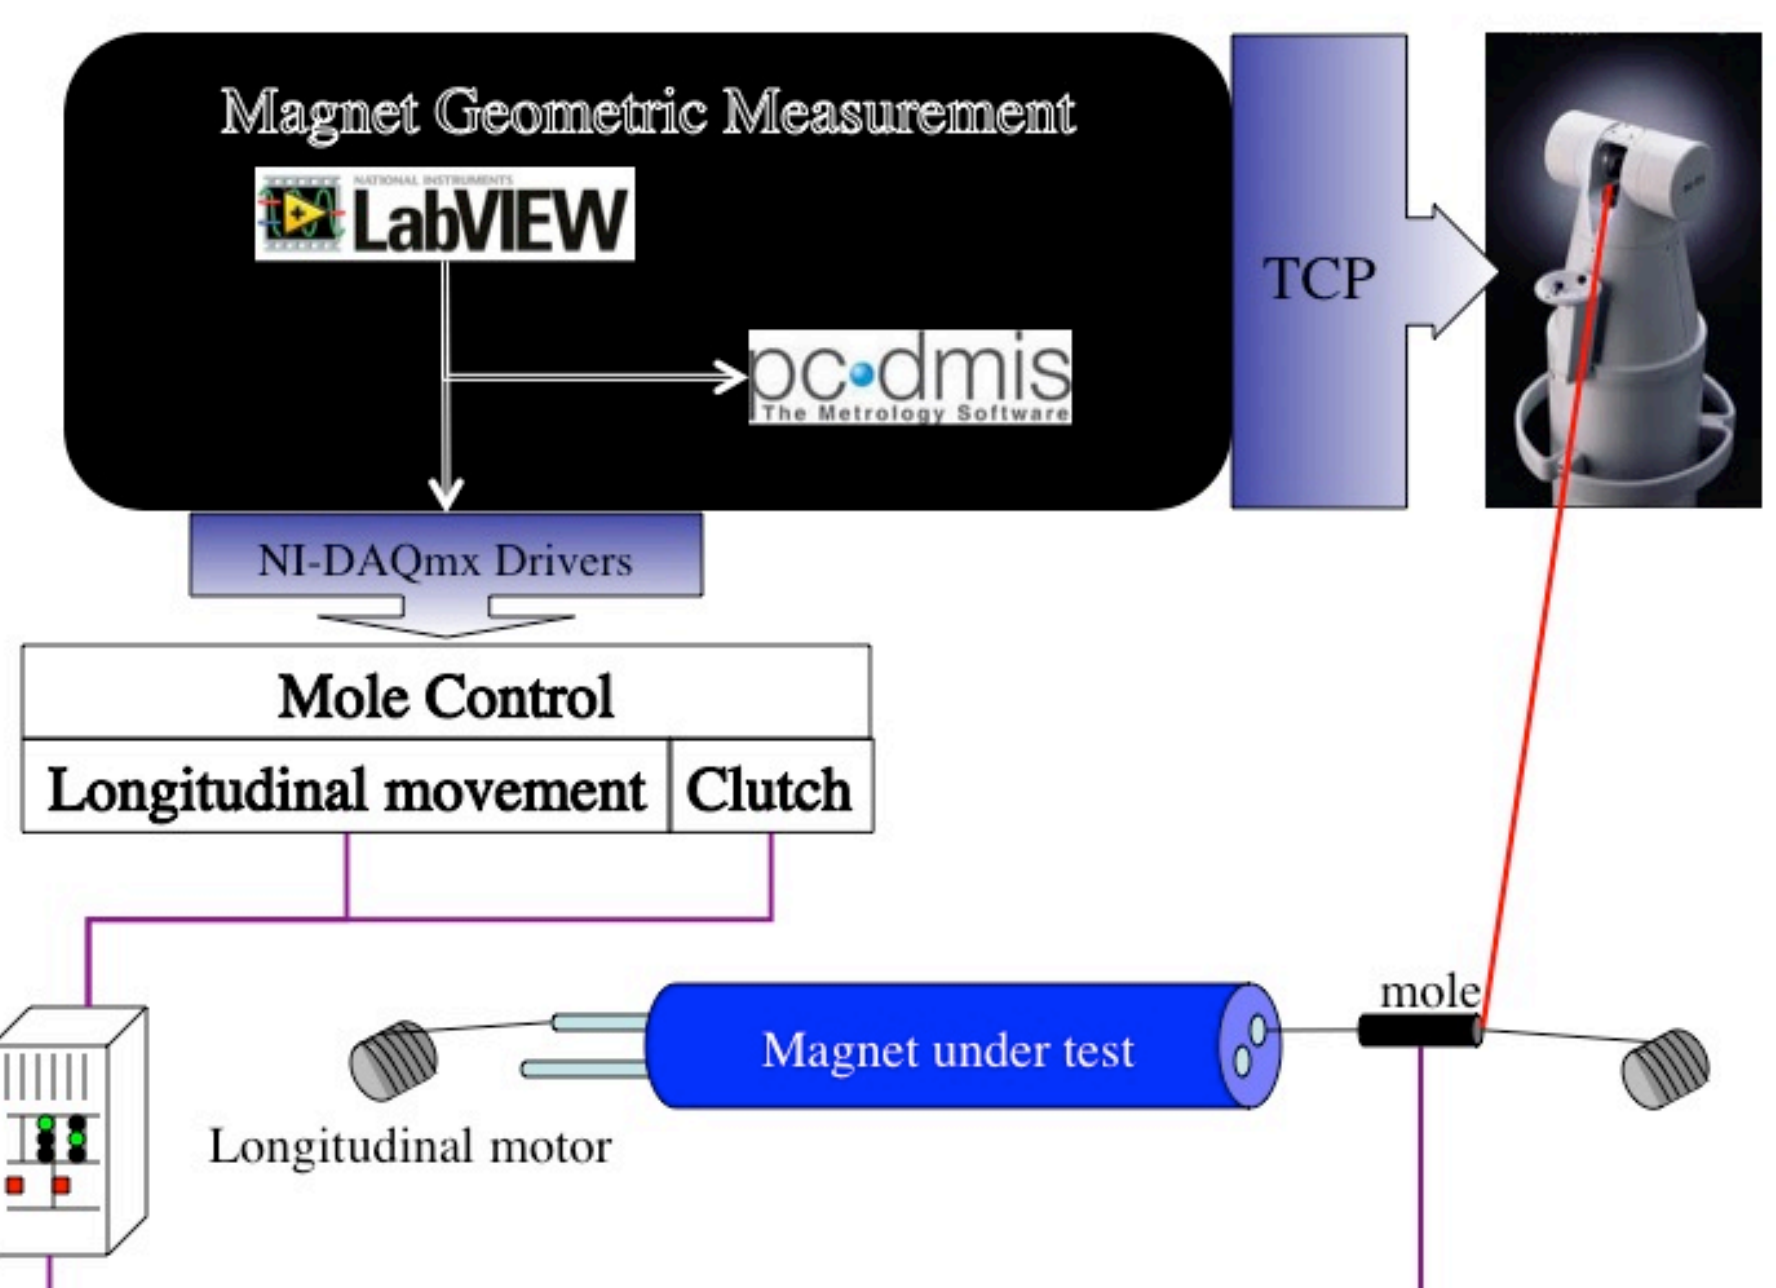 Magnet Geometric Measurement
NATIONAL INSTRUMENTS
LabVIEW
pc•dmis
The Metrology Software
TCP
NI-DAQmx Drivers
Mole Control
Longitudinal movement
Clutch
mole
Magnet under test
Longitudinal motor